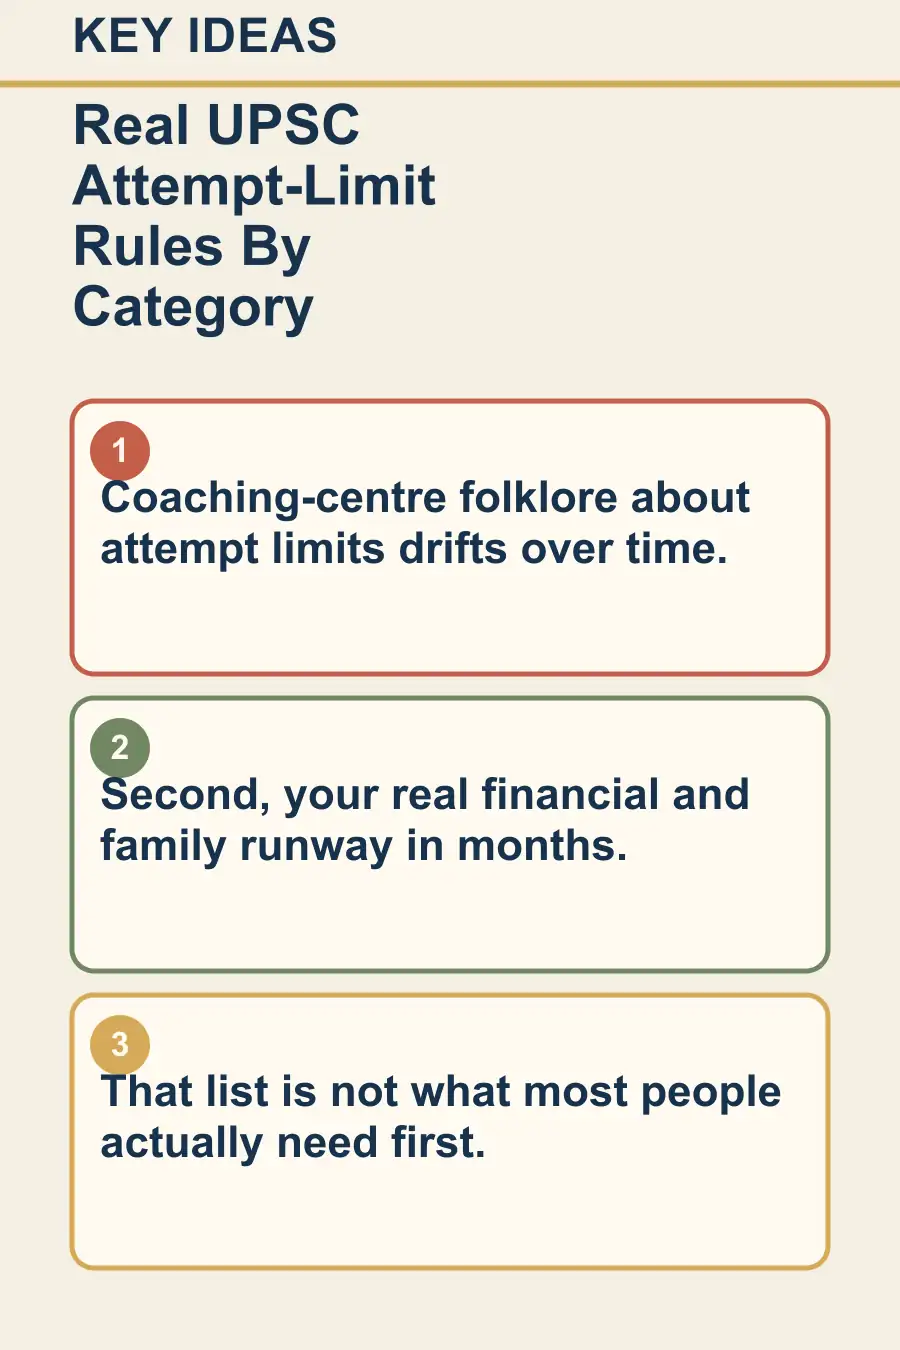 KEY IDEAS
Real UPSC
Attempt-Limit
Rules By
Category
1
Coaching-centre folklore about
attempt limits drifts over time.
2
Second, your real financial and
family runway in months.
3
That list is not what most people
actually need first.